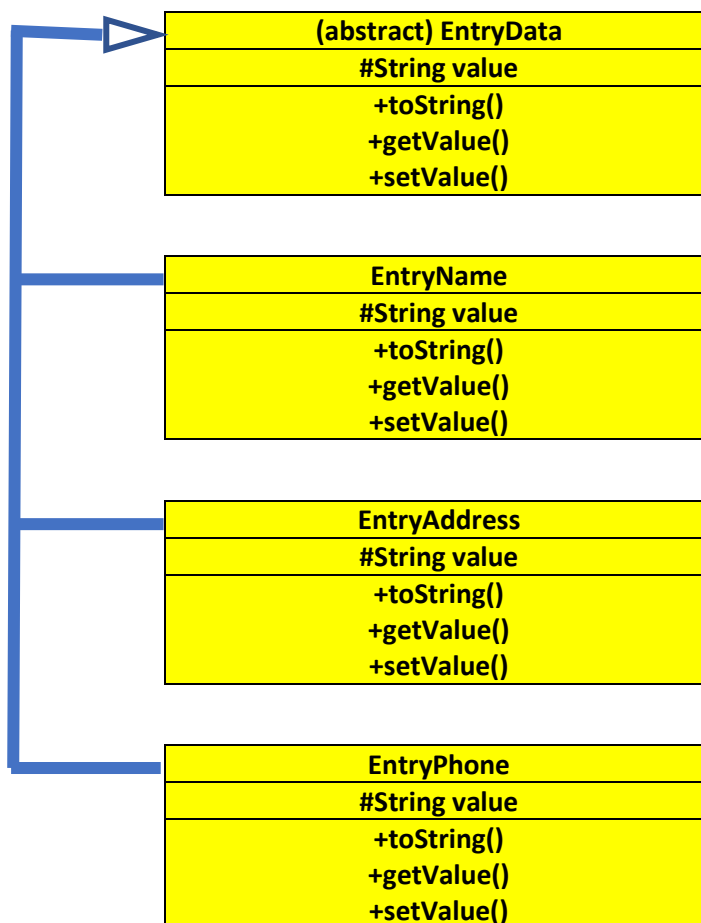 (abstract) EntryData
#String value
+toString()
+getValue()
+setValue()
EntryName
#String value
+toString()
+getValue()
+setValue()
EntryAddress
#String value
+toString()
+getValue()
+setValue()
EntryPhone
#String value
+toString()
+getValue()
+setValue()